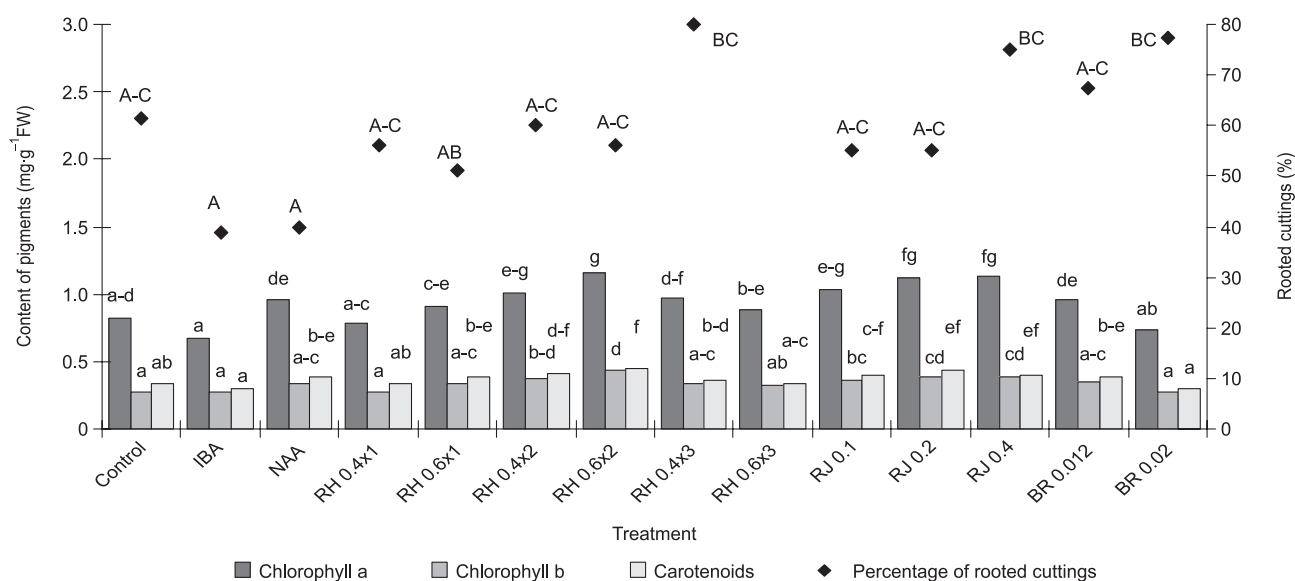 3.0
2.5
2.0
1.5
1.0
0.5
0
Content of pigments (mg·g⁻¹FW)
80
70
60
50
40
30
20
10
0
Rooted cuttings (%)
A-C
A
A
A-C
AB
A-C
A-C
BC
A-C
A-C
BC
A-C
BC
a-d
a
ab
a
a
a
de
a-c
b-e
a-c
a
ab
c-e
a-c
b-e
e-g
b-d
d-f
g
d
f
d-f
a-c
b-d
b-e
ab
a-c
e-g
bc
c-f
fg
cd
ef
fg
cd
ef
de
a-c
b-e
ab
a
a
Control
IBA
NAA
RH 0.4x1
RH 0.6x1
RH 0.4x2
RH 0.6x2
RH 0.4x3
RH 0.6x3
RJ 0.1
RJ 0.2
RJ 0.4
BR 0.012
BR 0.02
Treatment
Chlorophyll a Chlorophyll b Carotenoids Percentage of rooted cuttings